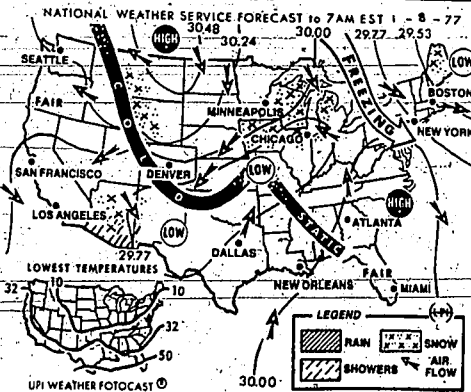 NATIONAL WEATHER SERVICE FORECAST to 7AM EST 1 - 8 - 77
30.48
30.24
30.00
29.77
29.53
HIGH
LOW
SEATTLE
FAIR
COLD
FREEZING
BOSTON
MINNEAPOLIS
NEW YORK
CHICAGO
SAN FRANCISCO
DENVER
LOW
LOS ANGELES
HIGH
ATLANTA
LOW
STATIC
DALLAS
29.77
NEW ORLEANS
FAIR
MIAMI
LOWEST TEMPERATURES
32
10
10
32
50
30.00
LEGEND
UPI
RAIN
SNOW
SHOWERS
AIR FLOW
UPI WEATHER FOTOCAST ®